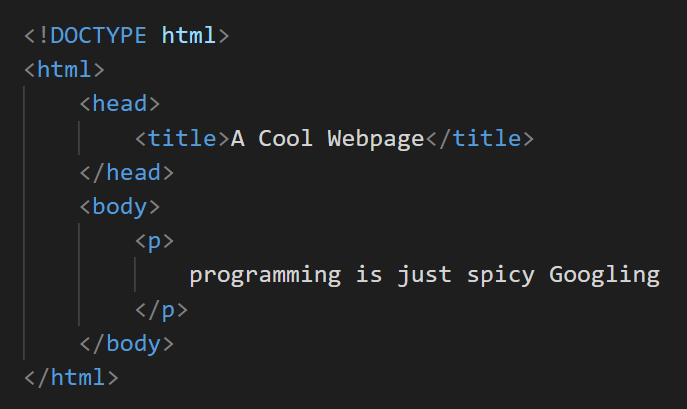 <!DOCTYPE html>
<html>
    <head>
        <title>A Cool Webpage</title>
    </head>
    <body>
        <p>
            programming is just spicy Googling
        </p>
    </body>
</html>